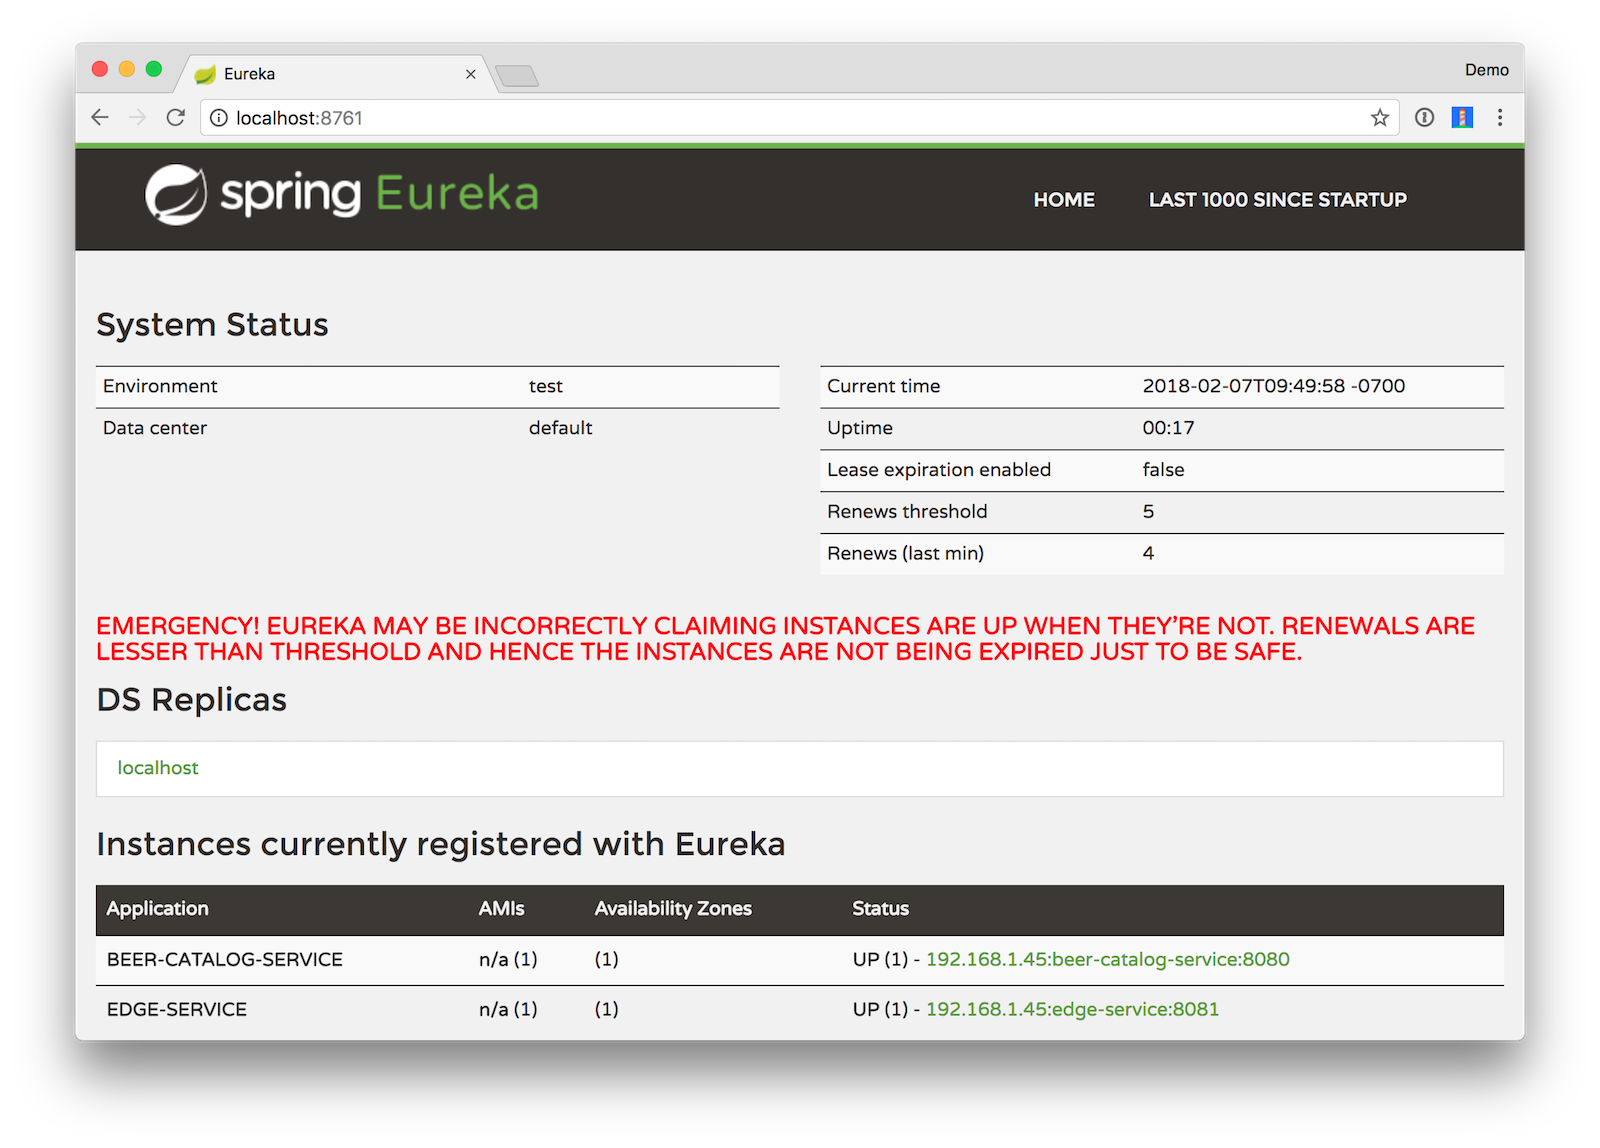 Eureka
Demo
localhost:8761
spring Eureka
HOME LAST 1000 SINCE STARTUP
System Status
Environment test
Data center default
Current time 2018-02-07T09:49:58 -0700
Uptime 00:17
Lease expiration enabled false
Renews threshold 5
Renews (last min) 4
EMERGENCY! EUREKA MAY BE INCORRECTLY CLAIMING INSTANCES ARE UP WHEN THEY’RE NOT. RENEWALS ARE
LESSER THAN THRESHOLD AND HENCE THE INSTANCES ARE NOT BEING EXPIRED JUST TO BE SAFE.
DS Replicas
localhost
Instances currently registered with Eureka
Application AMIs Availability Zones Status
BEER-CATALOG-SERVICE n/a (1) (1) UP (1) - 192.168.1.45:beer-catalog-service:8080
EDGE-SERVICE n/a (1) (1) UP (1) - 192.168.1.45:edge-service:8081